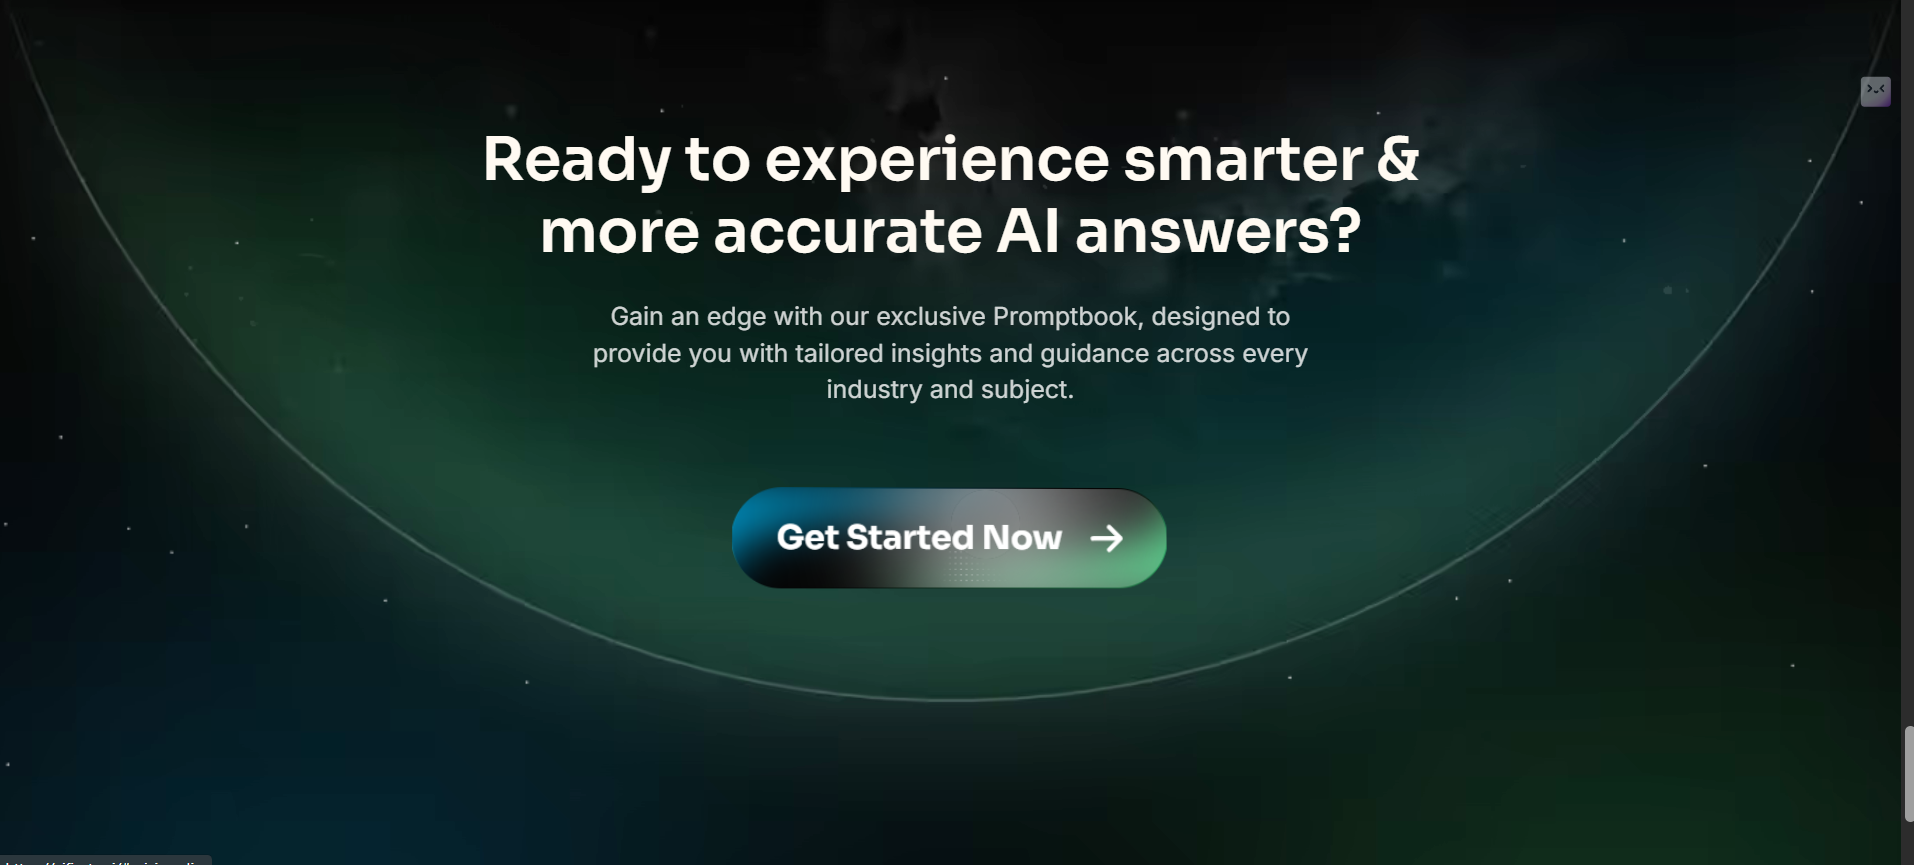 Ready to experience smarter &
more accurate AI answers?
Gain an edge with our exclusive Promptbook, designed to
provide you with tailored insights and guidance across every
industry and subject.
Get Started Now